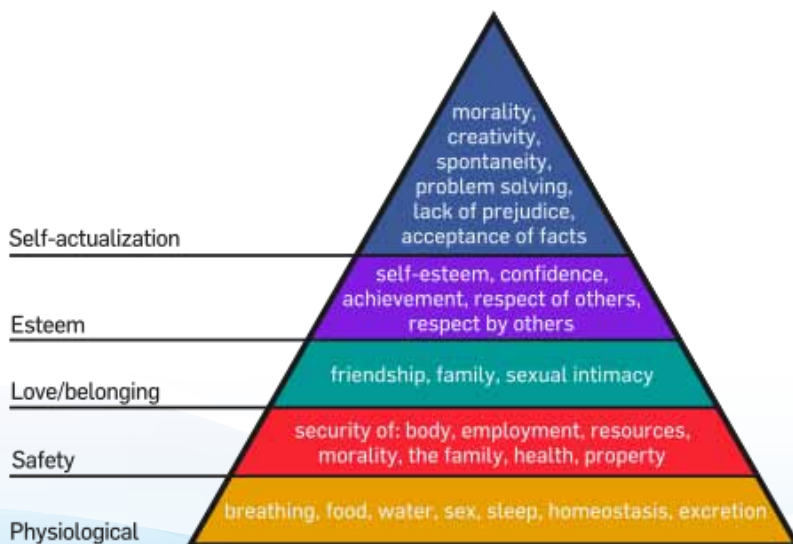 morality,
creativity,
spontaneity,
problem solving,
lack of prejudice,
acceptance of facts
Self-actualization
self-esteem, confidence,
achievement, respect of others,
respect by others
Esteem
friendship, family, sexual intimacy
Love/belonging
security of: body, employment, resources,
morality, the family, health, property
Safety
breathing, food, water, sex, sleep, homeostasis, excretion
Physiological